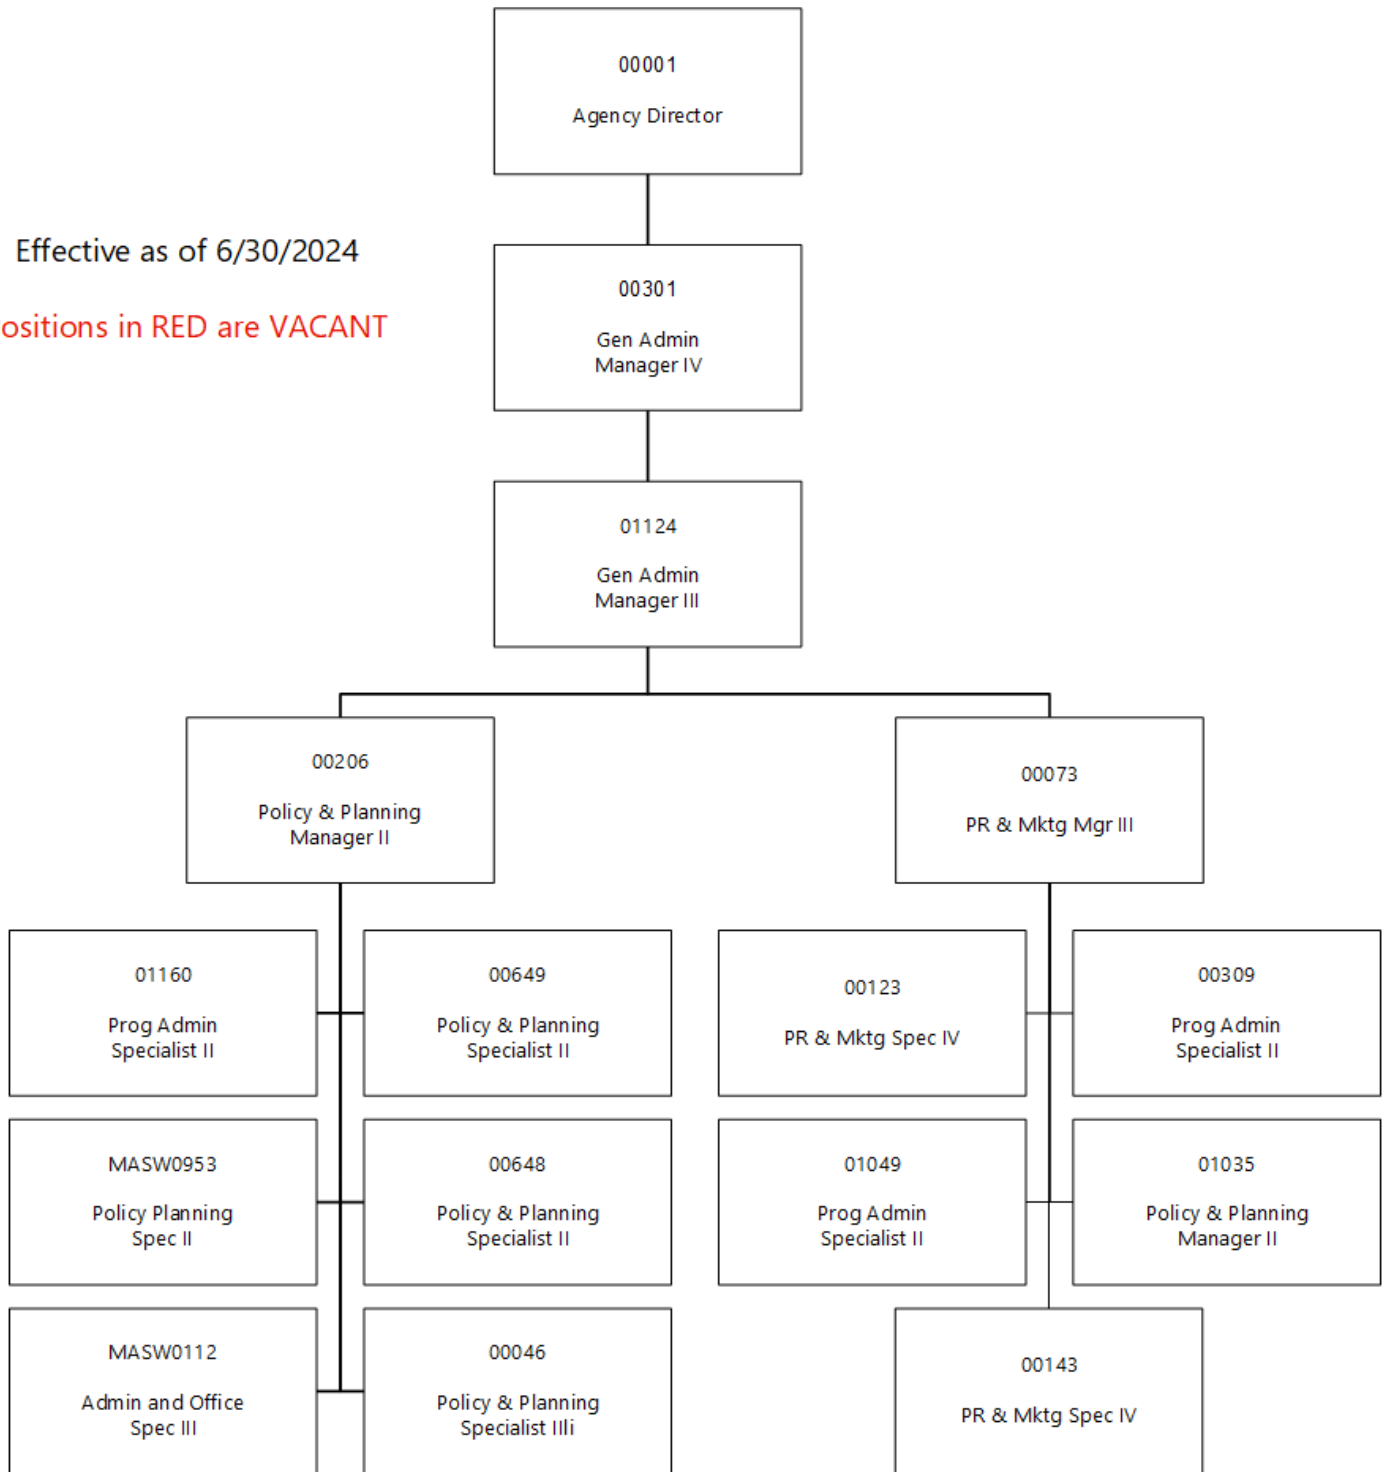 00001
Agency Director
Effective as of 6/30/2024
ositions in RED are VACANT
00301
Gen Admin
Manager IV
01124
Gen Admin
Manager III
00206
Policy & Planning
Manager II
00073
PR & Mktg Mgr III
01160
Prog Admin
Specialist II
00649
Policy & Planning
Specialist II
00123
PR & Mktg Spec IV
00309
Prog Admin
Specialist II
MASW0953
Policy Planning
Spec II
00648
Policy & Planning
Specialist II
01049
Prog Admin
Specialist II
01035
Policy & Planning
Manager II
MASW0112
Admin and Office
Spec III
00046
Policy & Planning
Specialist IIIi
00143
PR & Mktg Spec IV